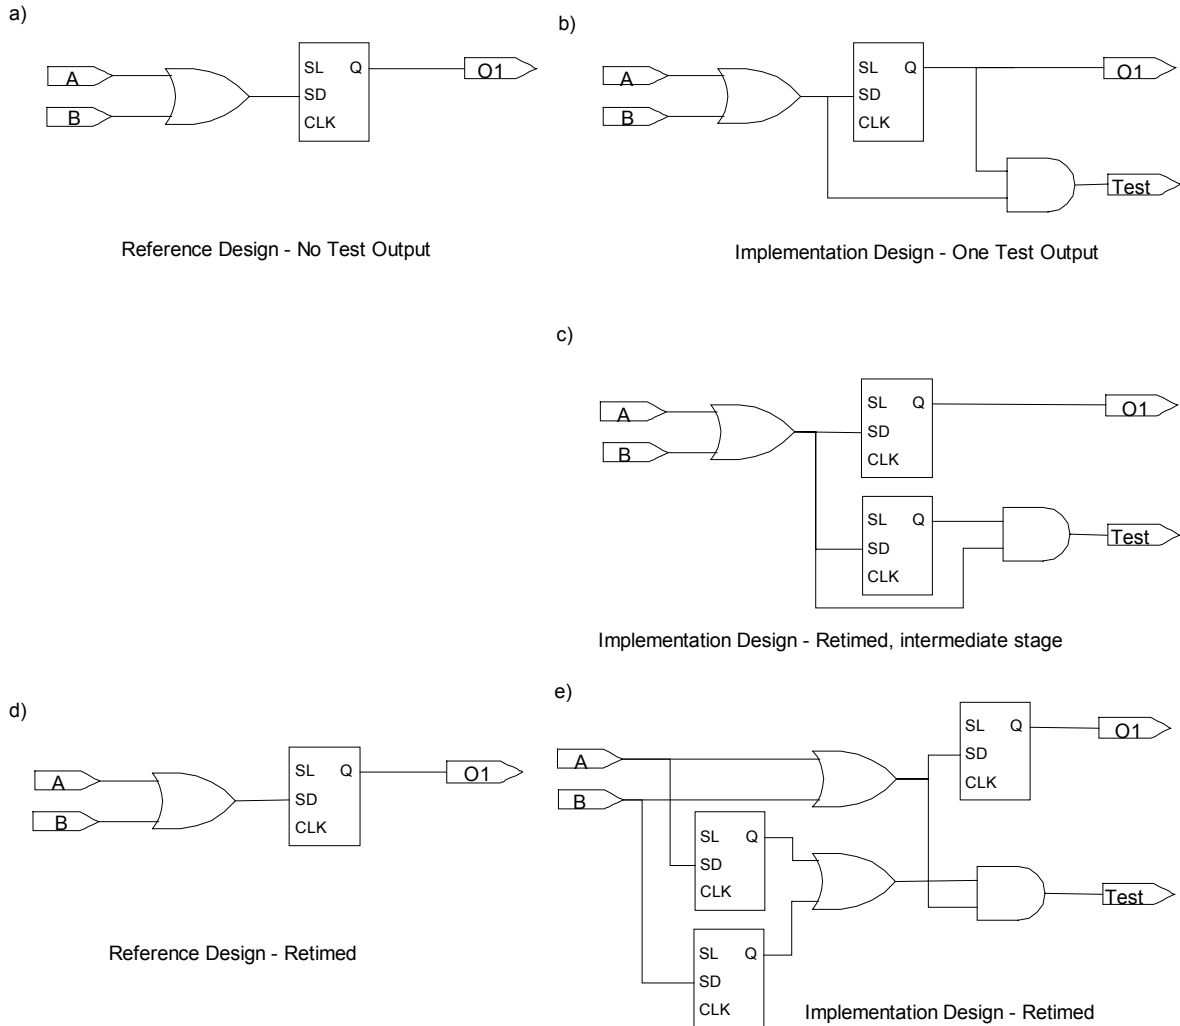 a)
A
B
SL Q
SD
CLK
O1
Reference Design - No Test Output
b)
A
B
SL Q
SD
CLK
O1
Test
Implementation Design - One Test Output
c)
A
B
SL Q
SD
CLK
O1
SL Q
SD
CLK
Test
Implementation Design - Retimed, intermediate stage
d)
A
B
SL Q
SD
CLK
O1
Reference Design - Retimed
e)
A
B
SL Q
SD
CLK
O1
SL Q
SD
CLK
Test
SL Q
SD
CLK
Implementation Design - Retimed